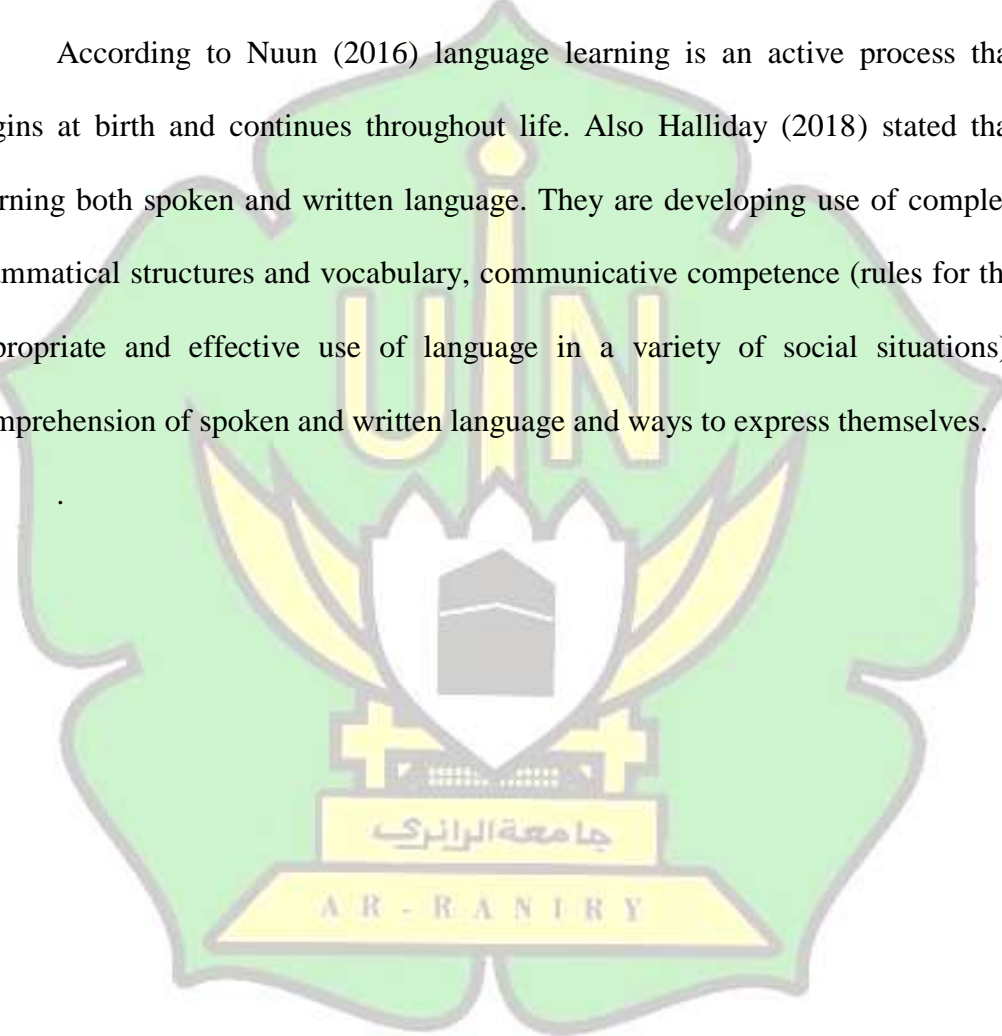 According to Nuun (2016) language learning is an active process tha
gins at birth and continues throughout life. Also Halliday (2018) stated tha
rning both spoken and written language. They are developing use of comple
ammatical structures and vocabulary, communicative competence (rules for th
propriate and effective use of language in a variety of social situations)
mprehension of spoken and written language and ways to express themselves.
.
UIN
جامعة الرانري
AR-RANIRY